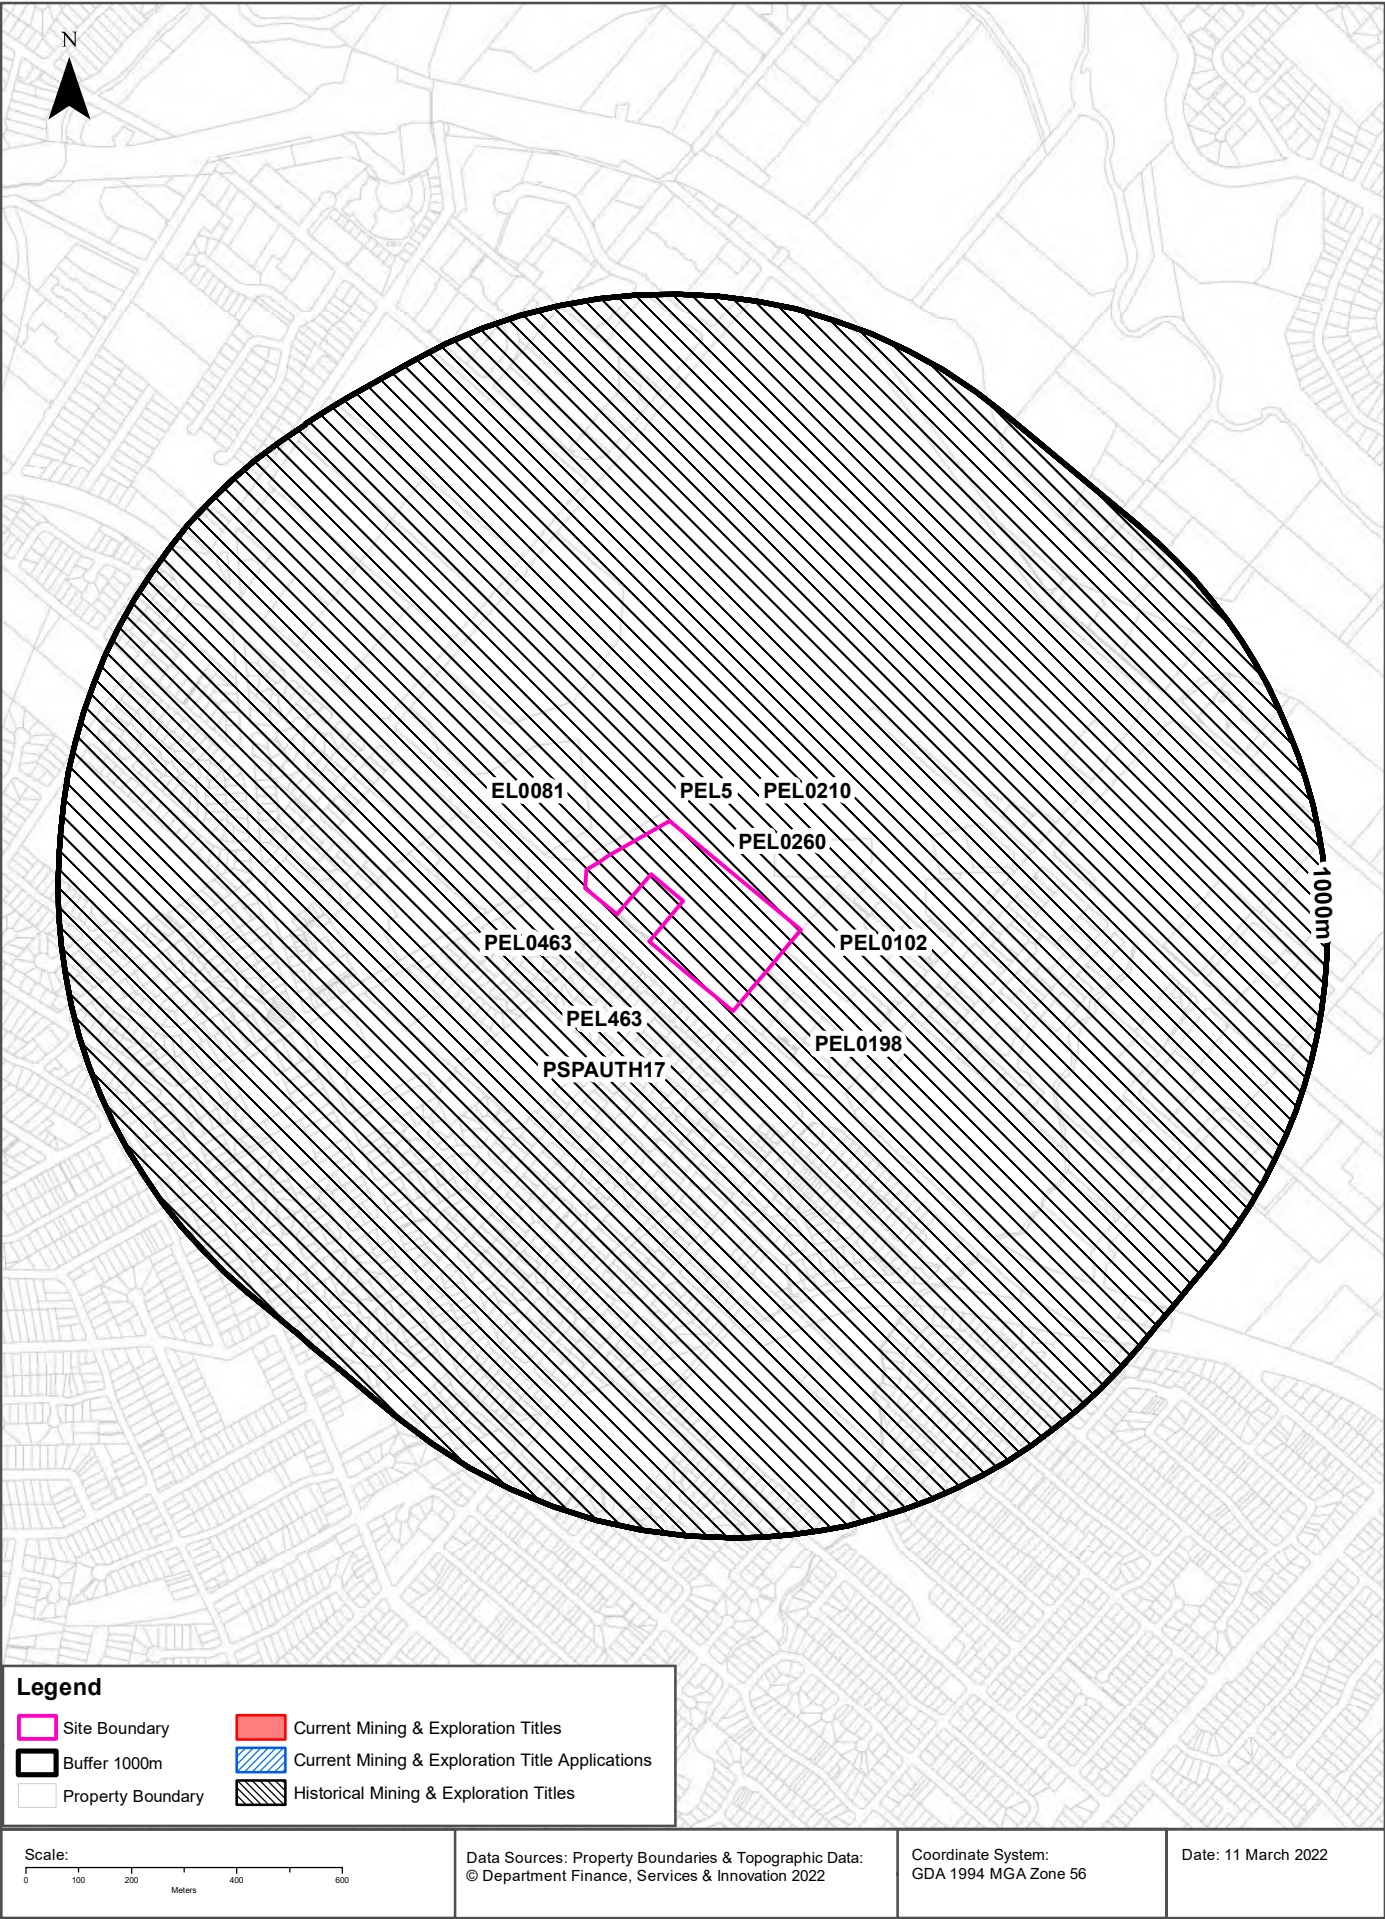 N
EL0081
PEL5
PEL0210
PEL0260
1000m
PEL0463
PEL0102
PEL463
PEL0198
PSPAUTH17
Legend
Site Boundary
Buffer 1000m
Property Boundary
Current Mining & Exploration Titles
Current Mining & Exploration Title Applications
Historical Mining & Exploration Titles
Scale:
0 100 200 400 600
Meters
Data Sources: Property Boundaries & Topographic Data:
© Department Finance, Services & Innovation 2022
Coordinate System:
GDA 1994 MGA Zone 56
Date: 11 March 2022